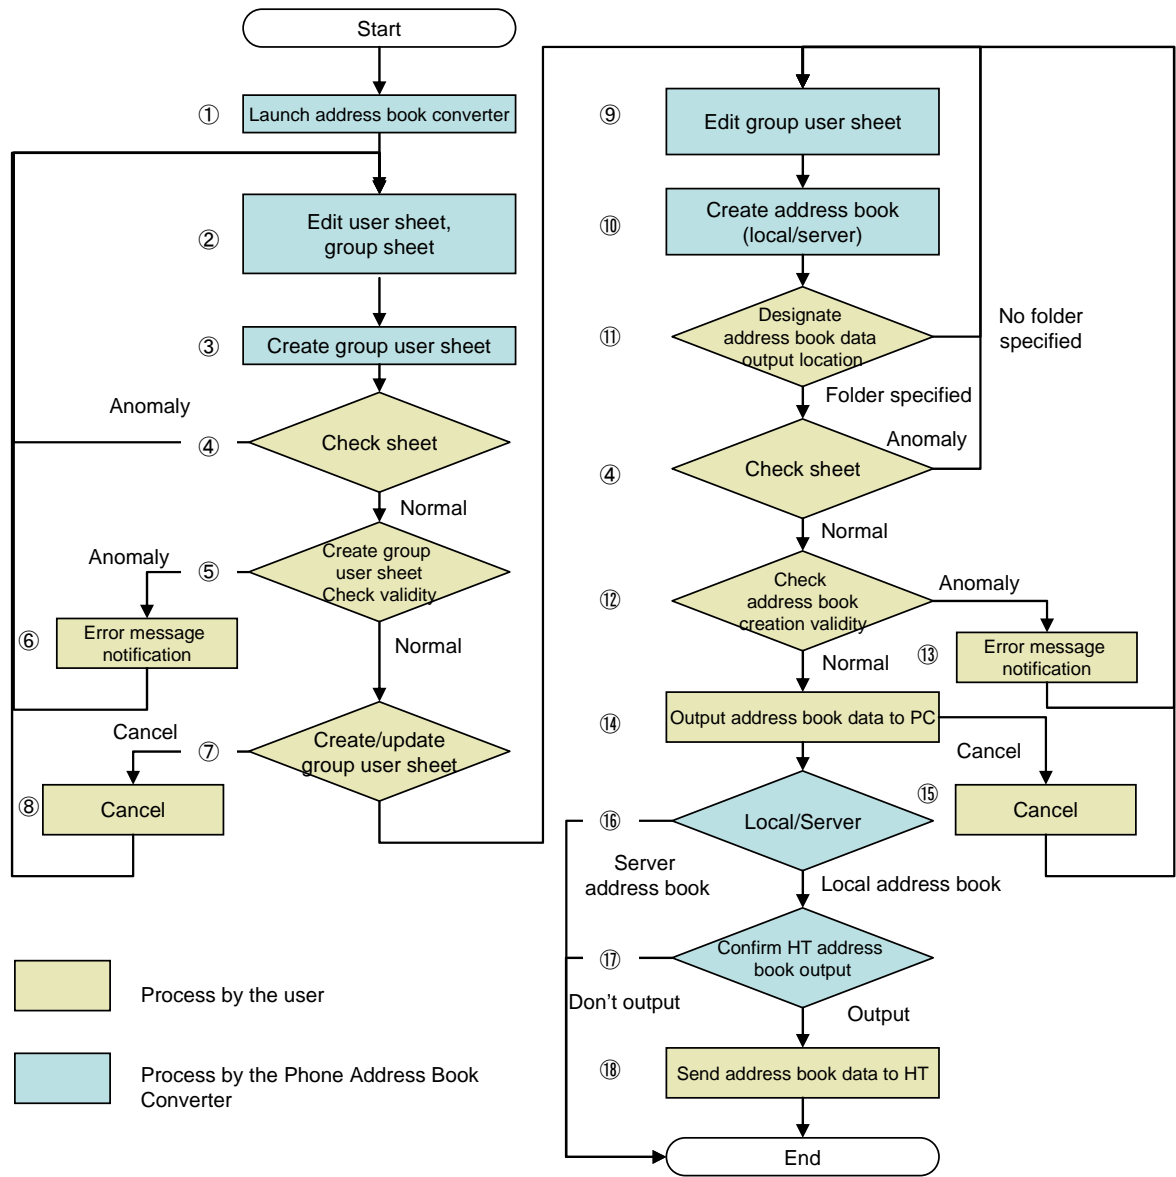 Start
①
Launch address book converter
②
Edit user sheet,
group sheet
③
Create group user sheet
Anomaly
④
Check sheet
Normal
Anomaly
⑤
Create group
user sheet
Check validity
⑥
Error message
notification
Normal
Cancel
⑦
Create/update
group user sheet
⑧
Cancel
Process by the user
Process by the Phone Address Book
Converter
⑨
Edit group user sheet
⑩
Create address book
(local/server)
⑪
Designate
address book data
output location
No folder
specified
Folder specified
④
Check sheet
Anomaly
Normal
⑫
Check
address book
creation validity
Anomaly
Normal
⑬
Error message
notification
⑭
Output address book data to PC
Cancel
⑮
Cancel
⑯
Local/Server
Server
address book
Local address book
⑰
Confirm HT address
book output
Don't output
Output
⑱
Send address book data to HT
End